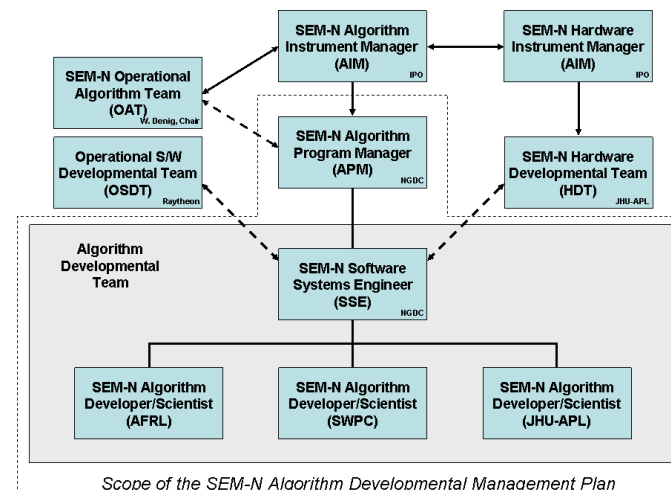 SEM-N Algorithm
Instrument Manager
(AIM)
IPO
SEM-N Hardware
Instrument Manager
(AIM)
IPO
SEM-N Operational
Algorithm Team
(OAT)
W. Denig, Chair
SEM-N Algorithm
Program Manager
(APM)
NGDC
Operational S/W
Developmental Team
(OSDT)
Raytheon
SEM-N Hardware
Developmental Team
(HDT)
JHU-APL
Algorithm
Developmental
Team
SEM-N Software
Systems Engineer
(SSE)
NGDC
SEM-N Algorithm
Developer/Scientist
(AFRL)
SEM-N Algorithm
Developer/Scientist
(SWPC)
SEM-N Algorithm
Developer/Scientist
(JHU-APL)
Scope of the SEM-N Algorithm Developmental Management Plan